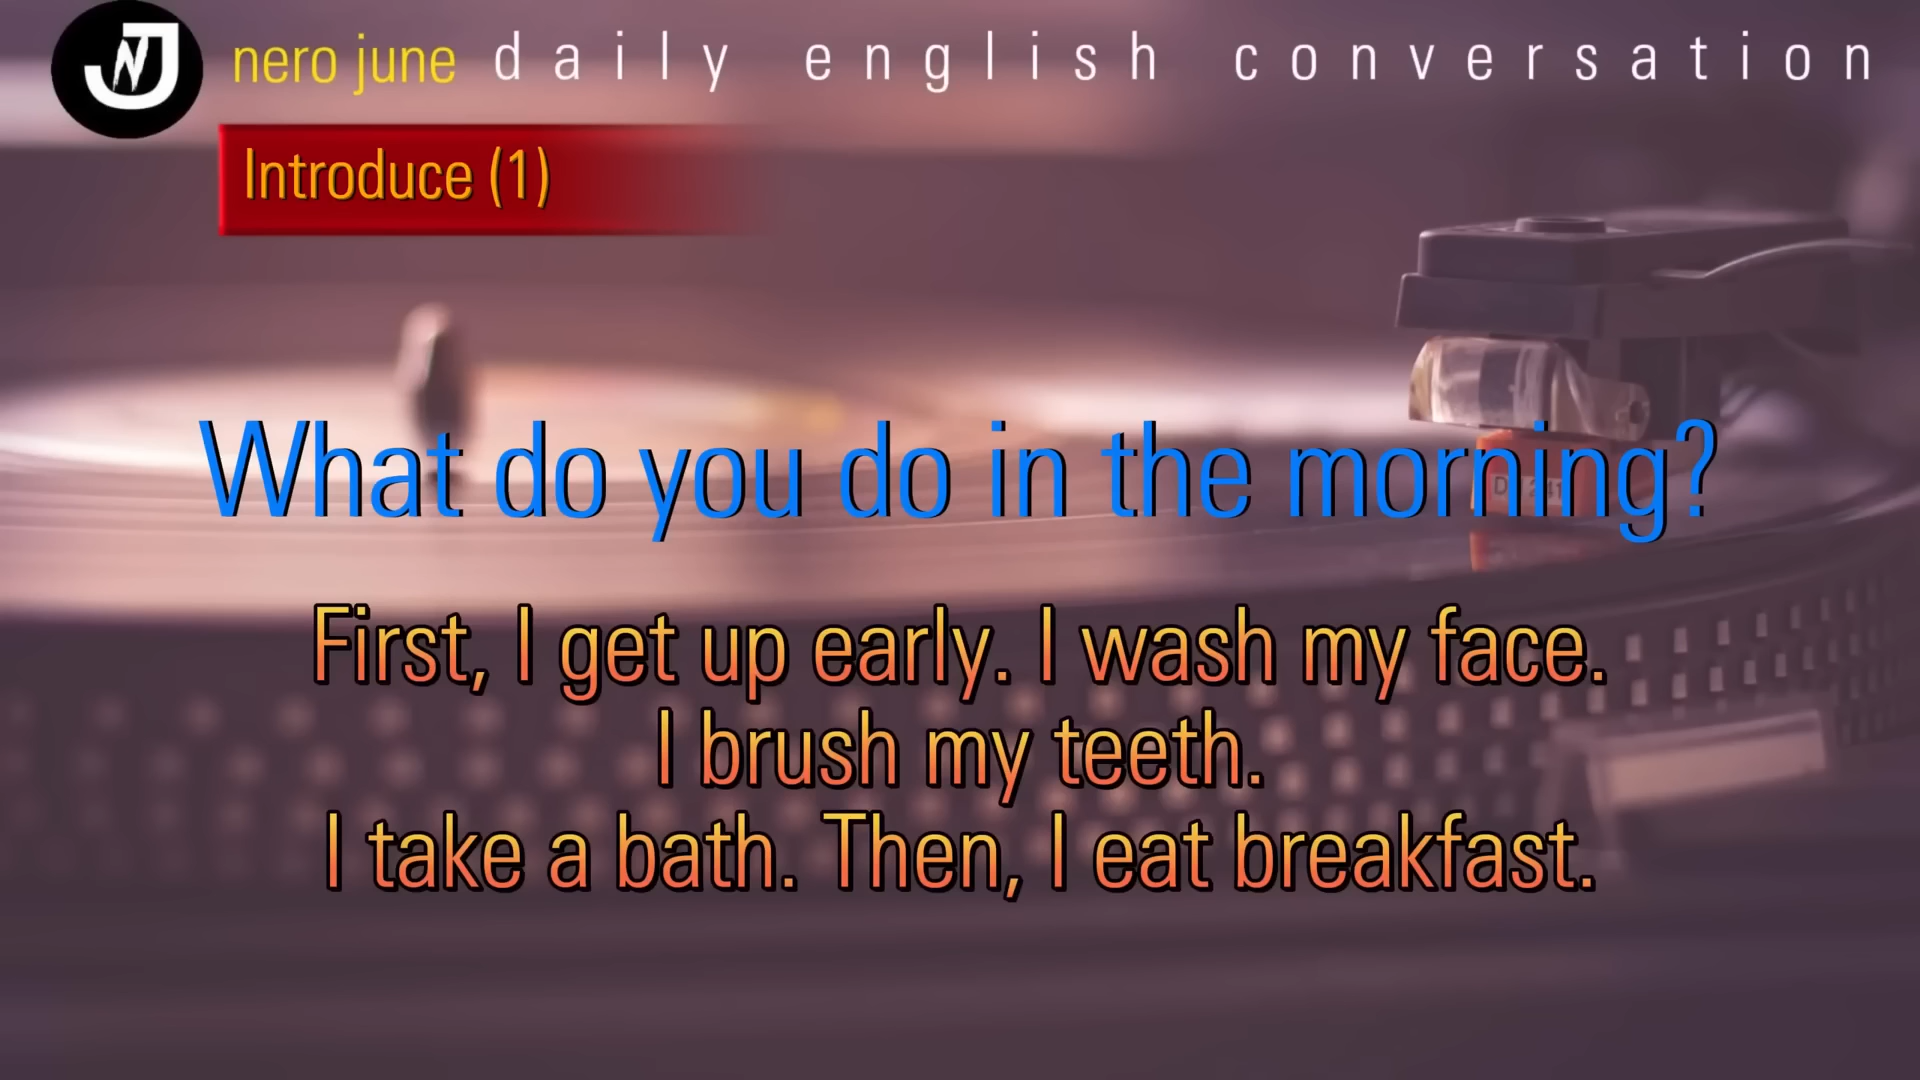 NJ
nero june daily english conversation
Introduce (1)
What do you do in the morning?
First, I get up early. I wash my face.
I brush my teeth.
I take a bath. Then, I eat breakfast.